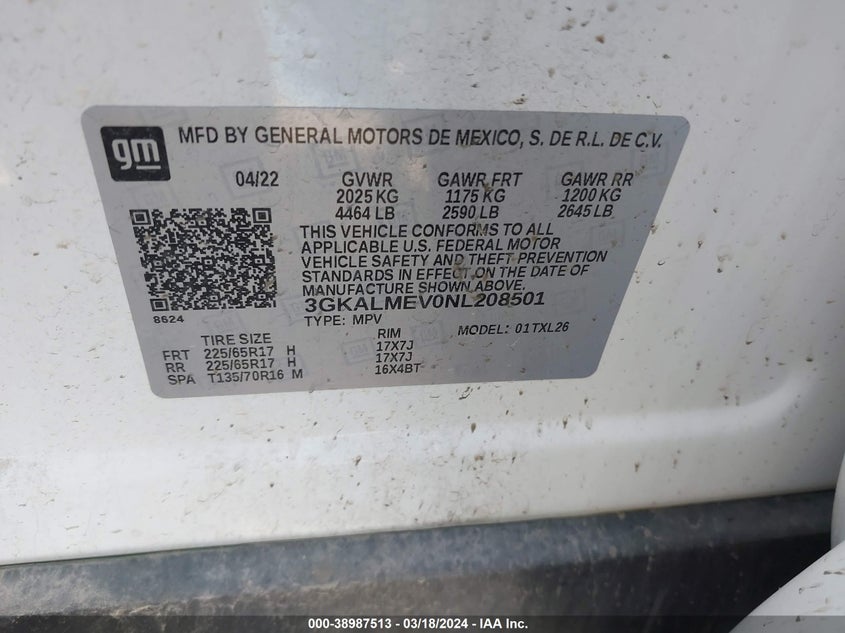 gm
MFD BY GENERAL MOTORS DE MEXICO, S. DE R.L. DE C.V.
04/22 GVWR GAWR FRT GAWR RR
2025 KG 1175 KG 1200 KG
4464 LB 2590 LB 2645 LB
THIS VEHICLE CONFORMS TO ALL
APPLICABLE U.S. FEDERAL MOTOR
VEHICLE SAFETY AND THEFT PREVENTION
STANDARDS IN EFFECT ON THE DATE OF
MANUFACTURE SHOWN ABOVE.
8624
3GKALMEV0NL208501
TYPE: MPV MODEL: 01TXL26
TIRE SIZE RIM
FRT 225/65R17 H 17X7J
RR 225/65R17 H 17X7J
SPA T135/70R16 M 16X4BT
000-38987513 - 03/18/2024 - IAA Inc.